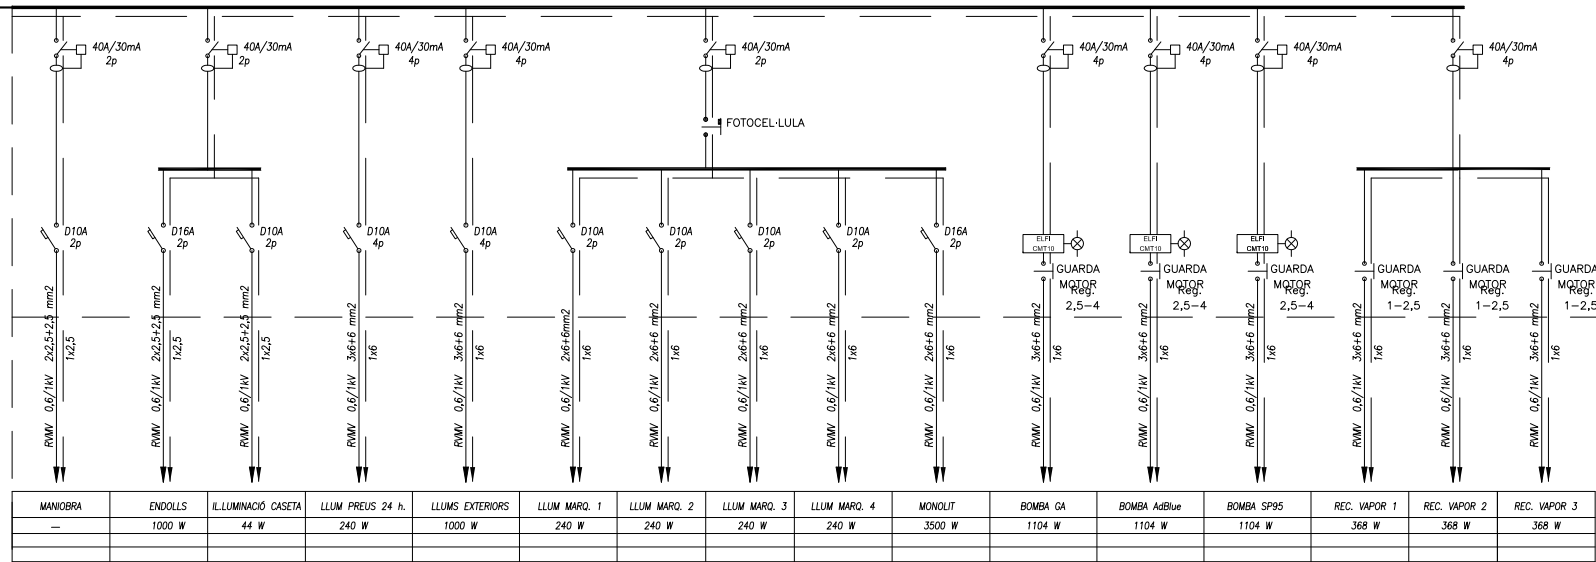 40A/30mA 40A/30mA 40A/30mA 40A/30mA 40A/30mA 40A/30mA 40A/30mA 40A/30mA 40A/30mA
2p 2p 4p 4p 2p 4p 4p 4p 4p
FOTOCEL·LULA
D10A D16A D10A D10A D10A D10A D10A D10A D10A D16A
2p 2p 2p 4p 4p 2p 2p 2p 2p 2p
ELFI ELFI ELFI
CMT10 CMT10 CMT10
GUARDA GUARDA GUARDA GUARDA GUARDA GUARDA
MOTOR MOTOR MOTOR MOTOR MOTOR MOTOR
Reg. Reg. Reg. Reg. Reg. Reg.
2,5-4 2,5-4 2,5-4 1-2,5 1-2,5 1-2,5
RVMV 0,6/1kV 2x2,5+2,5 mm2
1x2,5
RVMV 0,6/1kV 2x2,5+2,5 mm2
1x2,5
RVMV 0,6/1kV 2x2,5+2,5 mm2
1x2,5
RVMV 0,6/1kV 3x6+6 mm2
1x6
RVMV 0,6/1kV 3x6+6 mm2
1x6
RVMV 0,6/1kV 2x6+6mm2
1x6
RVMV 0,6/1kV 2x6+6 mm2
1x6
RVMV 0,6/1kV 2x6+6 mm2
1x6
RVMV 0,6/1kV 2x6+6 mm2
1x6
RVMV 0,6/1kV 2x6+6 mm2
1x6
RVMV 0,6/1kV 3x6+6 mm2
1x6
RVMV 0,6/1kV 3x6+6 mm2
1x6
RVMV 0,6/1kV 3x6+6 mm2
1x6
RVMV 0,6/1kV 3x6+6 mm2
1x6
RVMV 0,6/1kV 3x6+6 mm2
1x6
RVMV 0,6/1kV 3x6+6 mm2
1x6
MANIOBRA ENDOLLS IL.LUMINACIÓ CASETA LLUM PREUS 24 h. LLUMS EXTERIORS LLUM MARQ. 1 LLUM MARQ. 2 LLUM MARQ. 3 LLUM MARQ. 4 MONOLIT BOMBA GA BOMBA AdBlue BOMBA SP95 REC. VAPOR 1 REC. VAPOR 2 REC. VAPOR 3
— 1000 W 44 W 240 W 1000 W 240 W 240 W 240 W 240 W 3500 W 1104 W 1104 W 1104 W 368 W 368 W 368 W